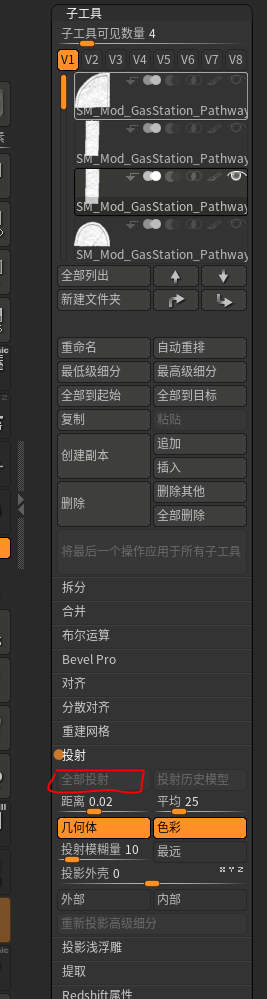 子工具
子工具可见数量 4
V1 V2 V3 V4 V5 V6 V7 V8
SM_Mod_GasStation_Pathway
SM_Mod_GasStation_Pathway
SM_Mod_GasStation_Pathway
SM_Mod_GasStation_Pathway
全部列出
新建文件夹
重命名 自动重排
最低级细分 最高级细分
全部到起始 全部到目标
复制 粘贴
创建副本 追加
插入
删除 删除其他
全部删除
将最后一个操作应用于所有子工具
拆分
合并
布尔运算
Bevel Pro
对齐
分散对齐
重建网格
投射
全部投射 投射历史模型
距离 0.02 平均 25
几何体 色彩
投射模糊量 10 最远
投影外壳 0 X Y Z
外部 内部
重新投影高级细分
投影浅浮雕
提取
Redshift属性